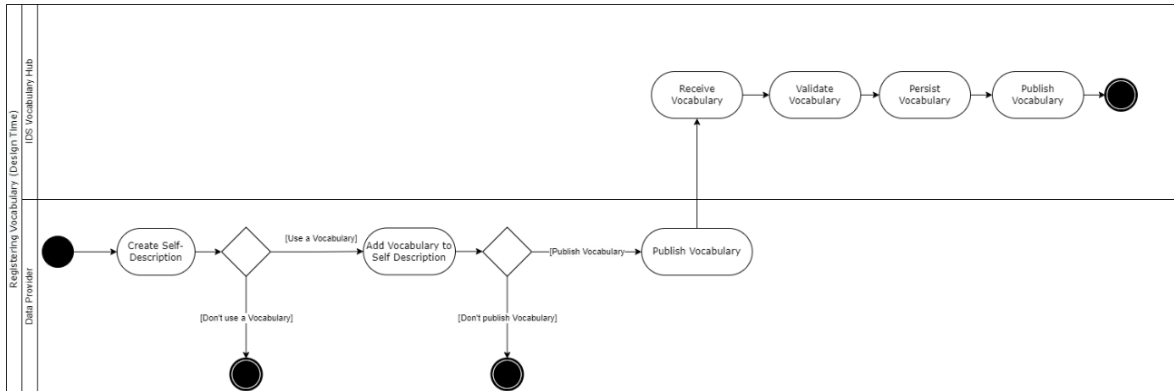 Registering Vocabulary (Design Time)
IDS Vocabulary Hub
Receive
Vocabulary
Validate
Vocabulary
Persist
Vocabulary
Publish
Vocabulary
Data Provider
Create Self-
Description
[Use a Vocabulary]
Add Vocabulary to
Self Description
[Publish Vocabulary
Publish Vocabulary
[Don't use a Vocabulary]
[Don't publish Vocabulary]